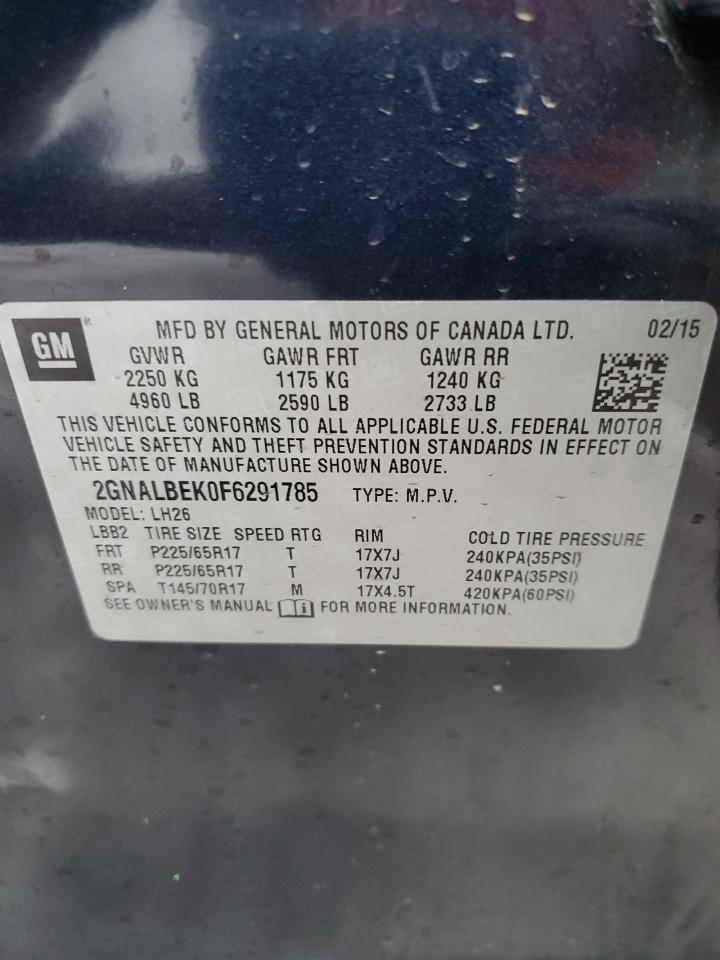 GM ® MFD BY GENERAL MOTORS OF CANADA LTD. 02/15
GVWR GAWR FRT GAWR RR
2250 KG 1175 KG 1240 KG
4960 LB 2590 LB 2733 LB
THIS VEHICLE CONFORMS TO ALL APPLICABLE U.S. FEDERAL MOTOR
VEHICLE SAFETY AND THEFT PREVENTION STANDARDS IN EFFECT ON
THE DATE OF MANUFACTURE SHOWN ABOVE.
2GNALBEK0F6291785 TYPE: M.P.V.
MODEL: LH26
LBB2 TIRE SIZE SPEED RTG RIM COLD TIRE PRESSURE
FRT P225/65R17 T 17X7J 240KPA(35PSI)
RR P225/65R17 T 17X7J 240KPA(35PSI)
SPA T145/70R17 M 17X4.5T 420KPA(60PSI)
SEE OWNER'S MANUAL FOR MORE INFORMATION.